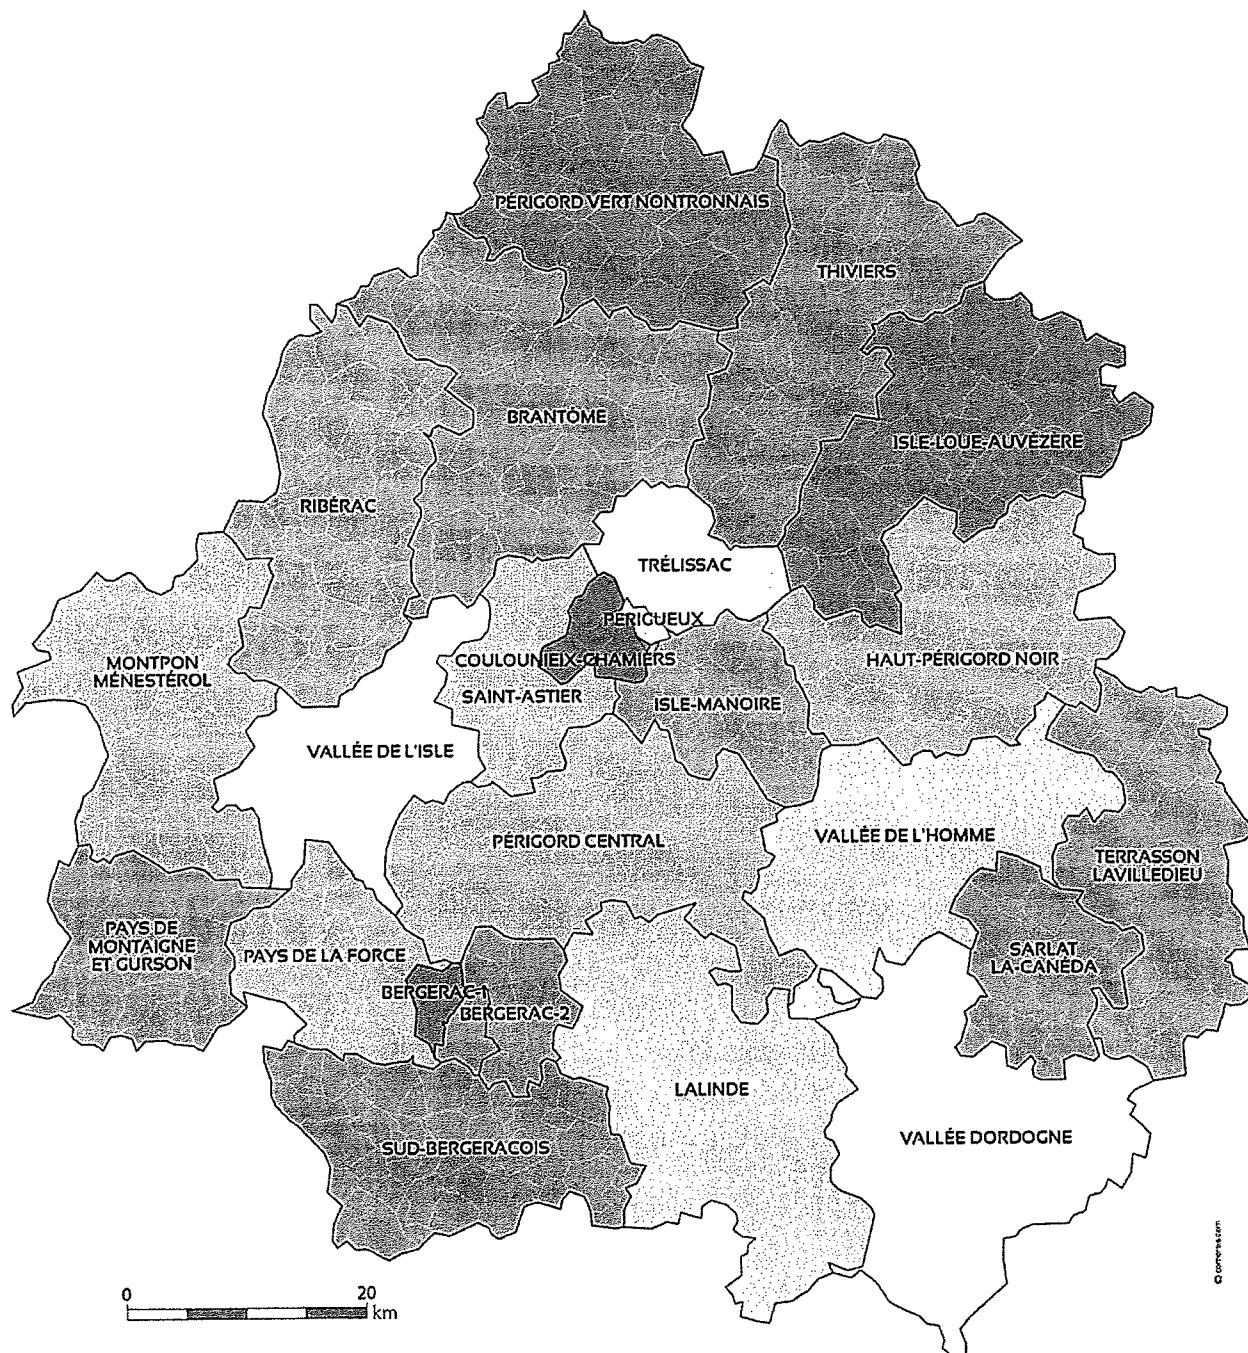 PÉRIGORD VERT NONTRONNAIS
THIVIERS
BRANTÔME
ISLE-LOUE-AUVÉZÈRE
RIBÉRAC
TRÉLISSAC
PÉRIGUEUX
COULOUNIEIX-CHAMIERS
HAUT-PÉRIGORD NOIR
MONTPON
MÉNESTÉROL
SAINT-ASTIER
ISLE-MANOIRE
VALLÉE DE L'ISLE
PÉRIGORD CENTRAL
VALLÉE DE L'HOMME
TERRASSON
LAVILLEDIEU
PAYS DE
MONTAIGNE
ET GURSON
PAYS DE LA FORCE
SARLAT
LA-CANÉDA
BERGERAC-1
BERGERAC-2
LALINDE
VALLÉE DORDOGNE
SUD-BERGERACOIS
0 20
km